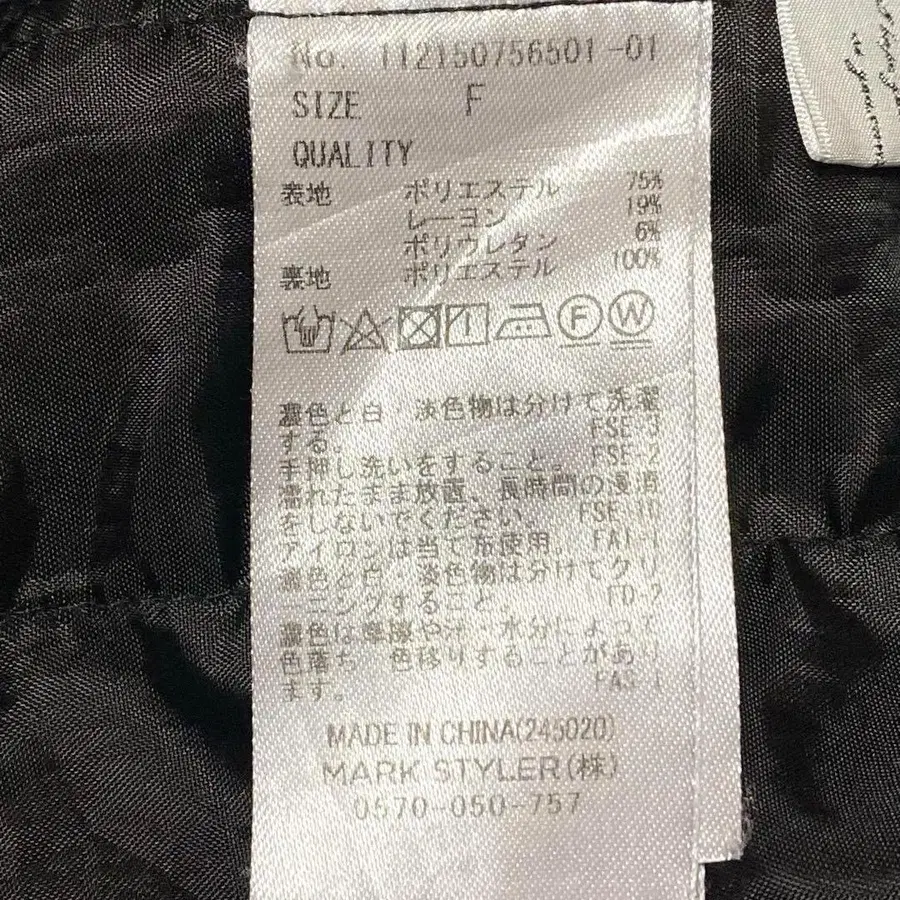 No. 112150756501-01
SIZE F
QUALITY
表地 ポリエステル 75%
レーヨン 19%
ポリウレタン 6%
裏地 ポリエステル 100%
F W
濃色と白・淡色物は分けて洗濯
する。 FSE-3
手押し洗いをすること。 FSE-2
濡れたまま放置、長時間の浸漬
をしないでください。 FSE-10
アイロンは当て布使用。 FAI-1
濃色と白・淡色物は分けてクリ
ーニングすること。 FD-2
濃色は摩擦や汗・水分によって
色落ち 色移りすることがあり
ます。 FAS-1
MADE IN CHINA(245020)
MARK STYLER(株)
0570-050-757